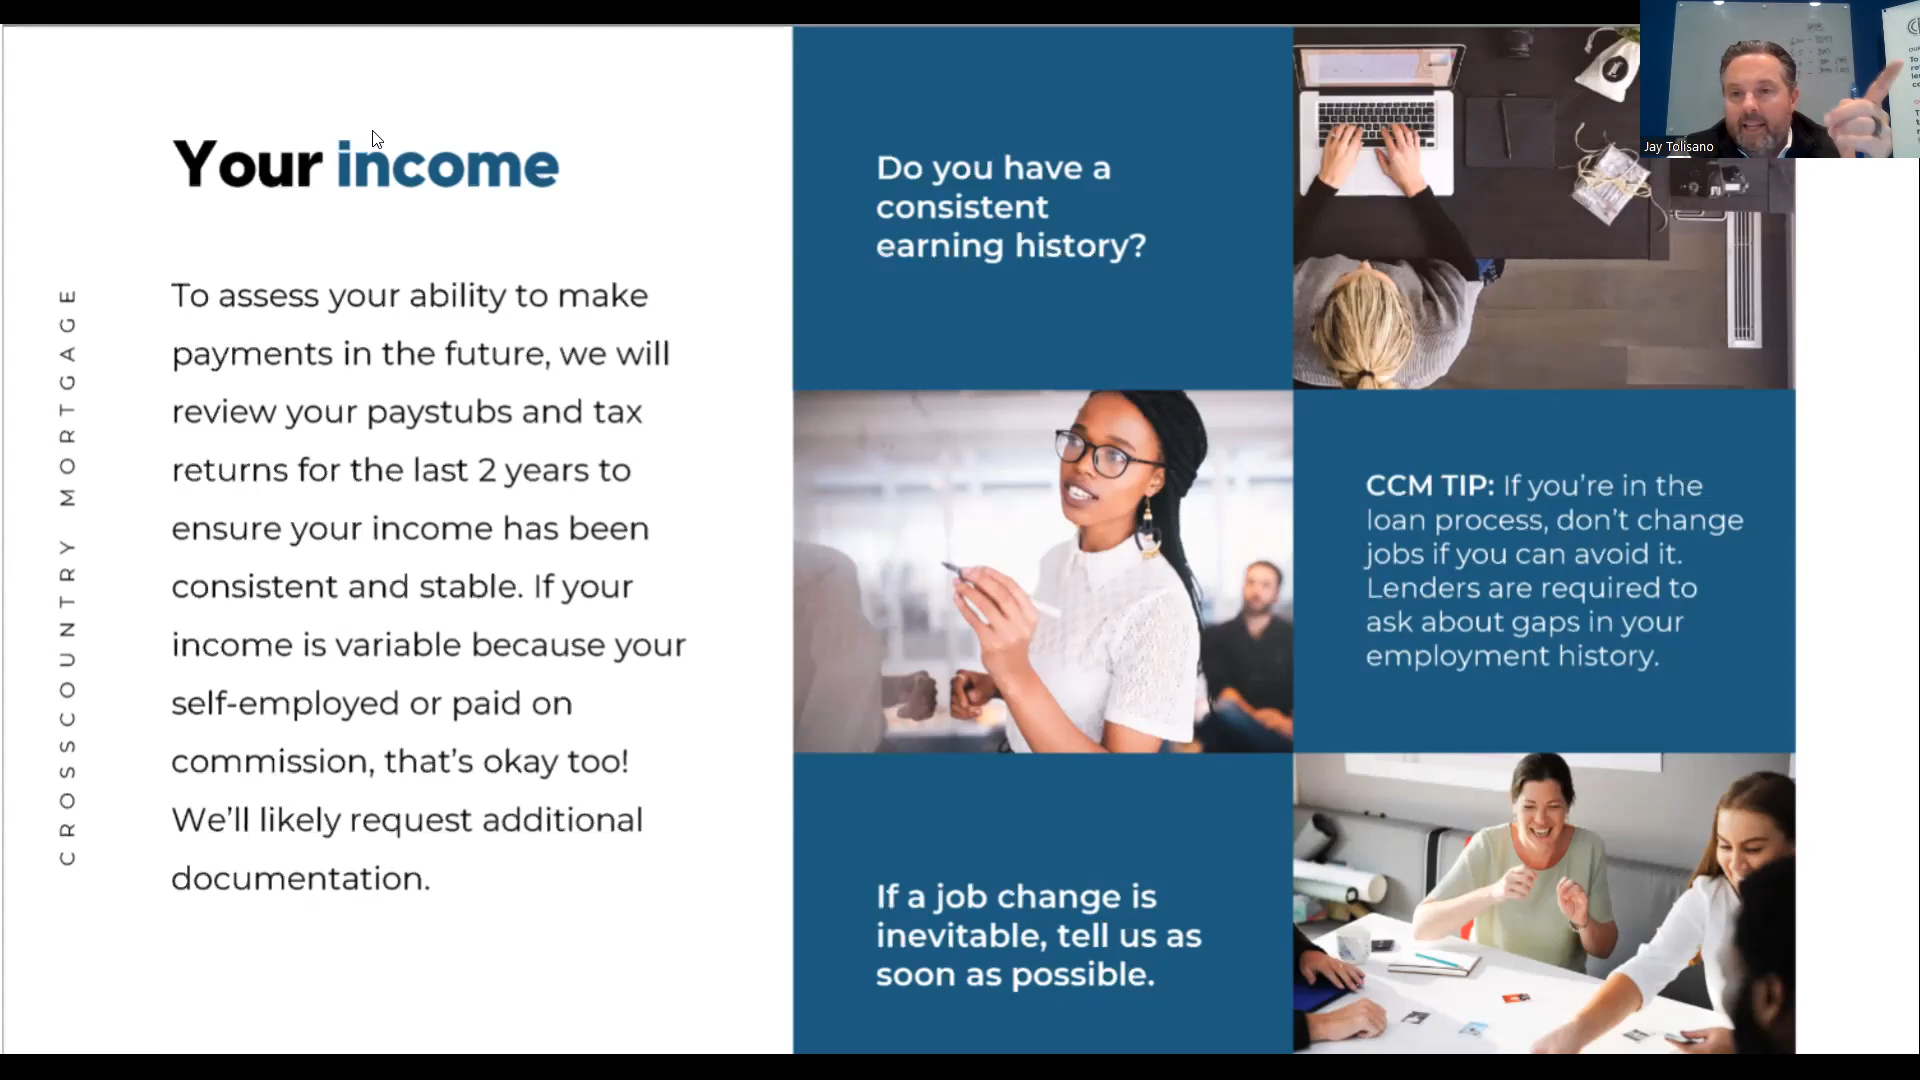 Your income
To assess your ability to make
payments in the future, we will
review your paystubs and tax
returns for the last 2 years to
ensure your income has been
consistent and stable. If your
income is variable because your
self-employed or paid on
commission, that's okay too!
We'll likely request additional
documentation.
CROSSCOUNTRY MORTGAGE
Do you have a
consistent
earning history?
CCM TIP: If you're in the
loan process, don't change
jobs if you can avoid it.
Lenders are required to
ask about gaps in your
employment history.
If a job change is
inevitable, tell us as
soon as possible.
Jay Tolisano